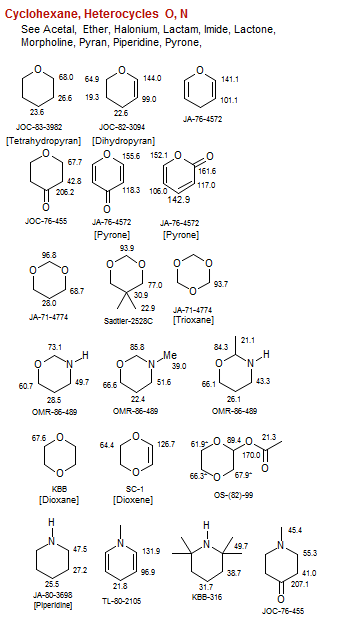 Cyclohexane, Heterocycles O, N
See Acetal, Ether, Halonium, Lactam, Imide, Lactone,
Morpholine, Pyran, Piperidine, Pyrone,
O 68.0 26.6 23.6
JOC-83-3982
[Tetrahydropyran]
64.9 O 144.0 19.3 99.0 22.6
JOC-82-3094
[Dihydropyran]
O 141.1 101.1
JA-76-4572
O 67.7 42.8 206.2 O
JOC-76-455
O 155.6 118.3 O
JA-76-4572
[Pyrone]
152.1 O O 161.6 106.0 117.0 142.9
JA-76-4572
[Pyrone]
96.8 O O 68.7 28.0
JA-71-4774
93.9 O O 77.0 30.9 22.9
Sadtler-2528C
O O O 93.7
JA-71-4774
[Trioxane]
73.1 O N H 60.7 49.7 28.5
OMR-86-489
85.8 O N Me 39.0 66.6 51.6 22.4
OMR-86-489
84.3 21.1 O N H 66.1 43.3 26.1
OMR-86-489
67.6 O O
KBB
[Dioxane]
64.4 O 126.7 O
SC-1
[Dioxene]
61.9* O 89.4 O 21.3 170.0 O 66.3* O 67.9*
OS-(82)-99
H N 47.5 27.2 25.5
JA-80-3698
[Piperidine]
N 131.9 96.9 21.8
TL-80-2105
H N 49.7 38.7 31.7
KBB-316
45.4 N 55.3 41.0 207.1 O
JOC-76-455